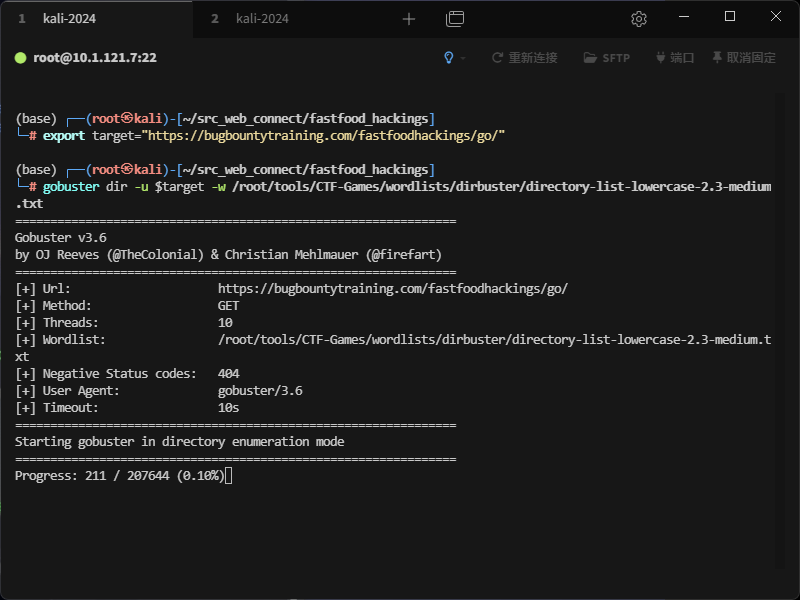 1 kali-2024 2 kali-2024
root@10.1.121.7:22 重新连接 SFTP 端口 取消固定
(base) ┌──(root㉿kali)-[~/src_web_connect/fastfood_hackings]
└─# export target="https://bugbountytraining.com/fastfoodhackings/go/"
(base) ┌──(root㉿kali)-[~/src_web_connect/fastfood_hackings]
└─# gobuster dir -u $target -w /root/tools/CTF-Games/wordlists/dirbuster/directory-list-lowercase-2.3-medium
.txt
===============================================================
Gobuster v3.6
by OJ Reeves (@TheColonial) & Christian Mehlmauer (@firefart)
===============================================================
[+] Url:                     https://bugbountytraining.com/fastfoodhackings/go/
[+] Method:                  GET
[+] Threads:                 10
[+] Wordlist:                /root/tools/CTF-Games/wordlists/dirbuster/directory-list-lowercase-2.3-medium.t
xt
[+] Negative Status codes:   404
[+] User Agent:              gobuster/3.6
[+] Timeout:                 10s
===============================================================
Starting gobuster in directory enumeration mode
===============================================================
Progress: 211 / 207644 (0.10%)